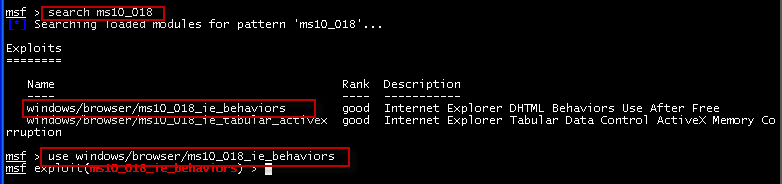 msf > search ms10_018
[*] Searching loaded modules for pattern 'ms10_018'...
Exploits
========
Name Rank Description
---- ---- -----------
windows/browser/ms10_018_ie_behaviors good Internet Explorer DHTML Behaviors Use After Free
windows/browser/ms10_018_ie_tabular_activex good Internet Explorer Tabular Data Control ActiveX Memory Co
rruption
msf > use windows/browser/ms10_018_ie_behaviors
msf exploit(ms10_018_ie_behaviors) >